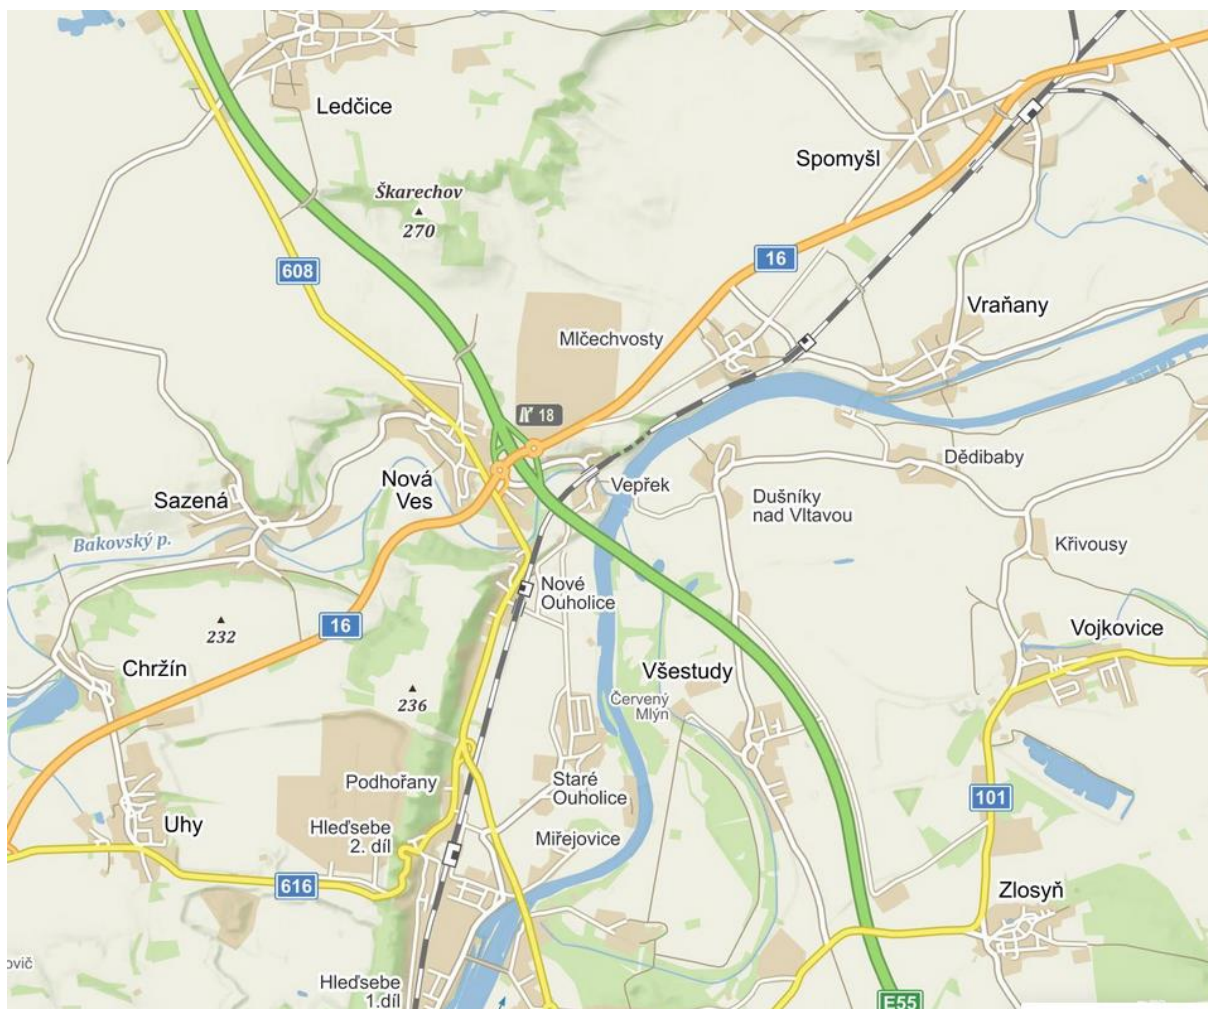 Ledčice
Spomyšl
Škarechov
270
16
608
Vraňany
Mlčechvosty
18
Dědibaby
Nová
Ves
Vepřek
Sazená
Dušníky
nad Vltavou
Bakovský p.
Křivousy
Nové
Ouholice
16
232
Vojkovice
Chržín
Všestudy
236
Červený
Mlýn
Podhořany
Staré
Ouholice
101
Uhy
Hleďsebe
2. díl
Miřejovice
616
Zlosyň
ovič
Hleďsebe
1.díl
E55